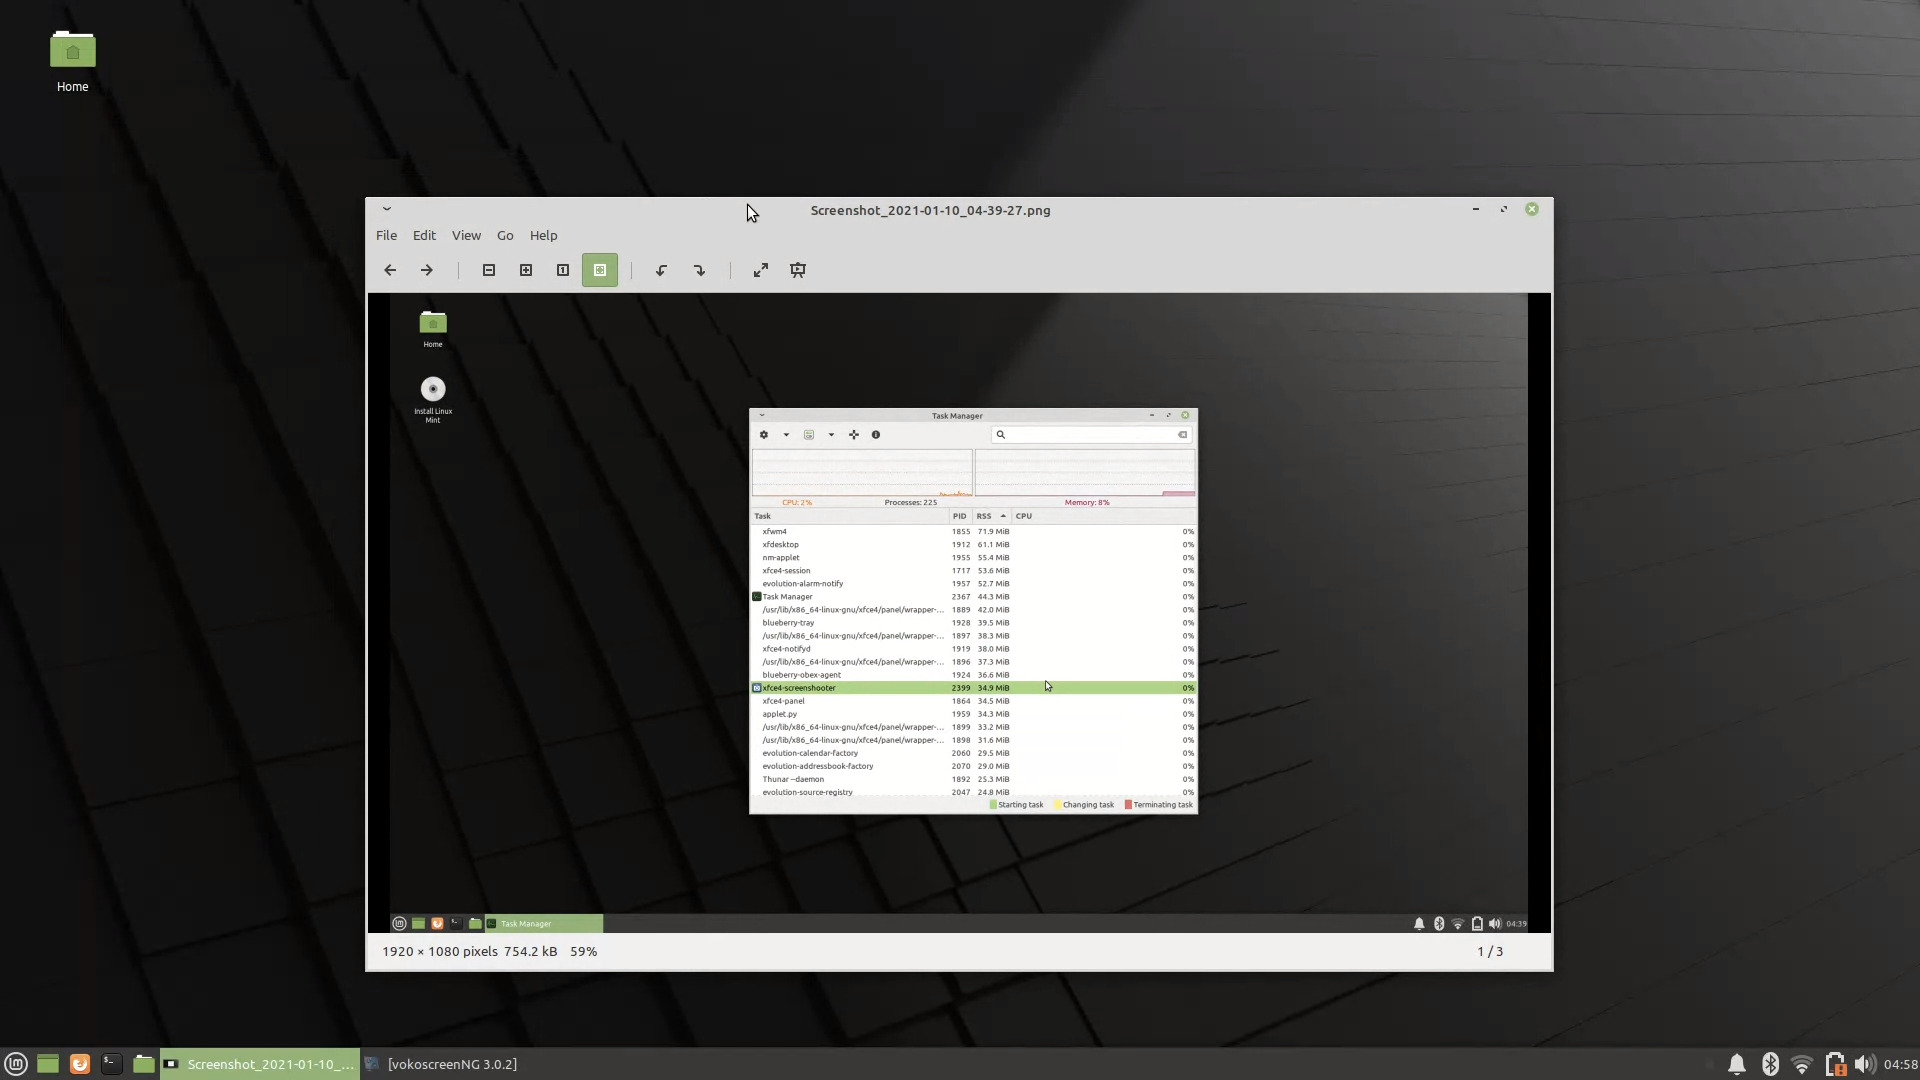 Home
Screenshot_2021-01-10_04-39-27.png
File Edit View Go Help
Home
Install Linux
Mint
Task Manager
CPU: 2% Processes: 225 Memory: 8%
Task PID RSS CPU
xfwm4 1855 71.9 MiB 0%
xfdesktop 1912 61.1 MiB 0%
nm-applet 1955 55.4 MiB 0%
xfce4-session 1717 53.6 MiB 0%
evolution-alarm-notify 1957 52.7 MiB 0%
Task Manager 2367 44.3 MiB 0%
/usr/lib/x86_64-linux-gnu/xfce4/panel/wrapper-... 1889 42.0 MiB 0%
blueberry-tray 1928 39.5 MiB 0%
/usr/lib/x86_64-linux-gnu/xfce4/panel/wrapper-... 1897 38.3 MiB 0%
xfce4-notifyd 1919 38.0 MiB 0%
/usr/lib/x86_64-linux-gnu/xfce4/panel/wrapper-... 1896 37.3 MiB 0%
blueberry-obex-agent 1924 36.6 MiB 0%
xfce4-screenshooter 2399 34.9 MiB 0%
xfce4-panel 1864 34.5 MiB 0%
applet.py 1959 34.3 MiB 0%
/usr/lib/x86_64-linux-gnu/xfce4/panel/wrapper-... 1899 33.2 MiB 0%
/usr/lib/x86_64-linux-gnu/xfce4/panel/wrapper-... 1898 31.6 MiB 0%
evolution-calendar-factory 2060 29.5 MiB 0%
evolution-addressbook-factory 2070 29.0 MiB 0%
Thunar --daemon 1892 25.3 MiB 0%
evolution-source-registry 2047 24.8 MiB 0%
Starting task Changing task Terminating task
Task Manager 04:39
1920 × 1080 pixels 754.2 kB 59% 1 / 3
Screenshot_2021-01-10_... [vokoscreenNG 3.0.2] 04:58